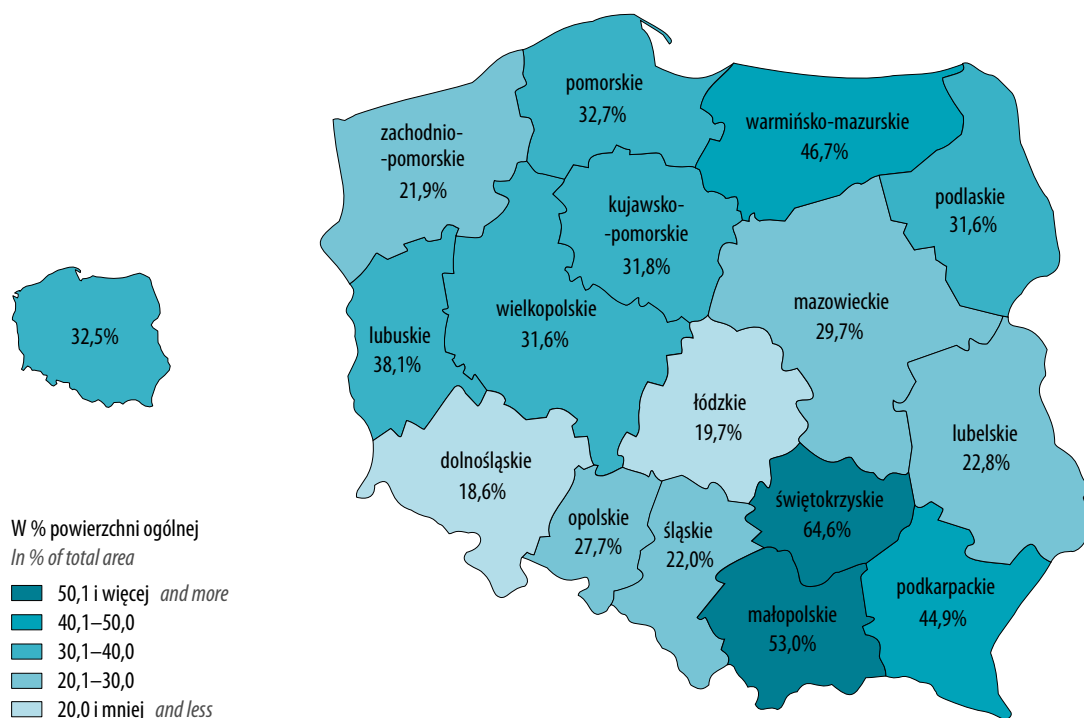 pomorskie
32,7%
warmińsko-mazurskie
46,7%
zachodnio-
-pomorskie
21,9%
podlaskie
31,6%
kujawsko-
-pomorskie
31,8%
mazowieckie
29,7%
wielkopolskie
31,6%
lubuskie
38,1%
32,5%
łódzkie
19,7%
lubelskie
22,8%
dolnośląskie
18,6%
świętokrzyskie
64,6%
opolskie
27,7%
śląskie
22,0%
podkarpackie
44,9%
małopolskie
53,0%
W % powierzchni ogólnej
In % of total area
50,1 i więcej and more
40,1–50,0
30,1–40,0
20,1–30,0
20,0 i mniej and less